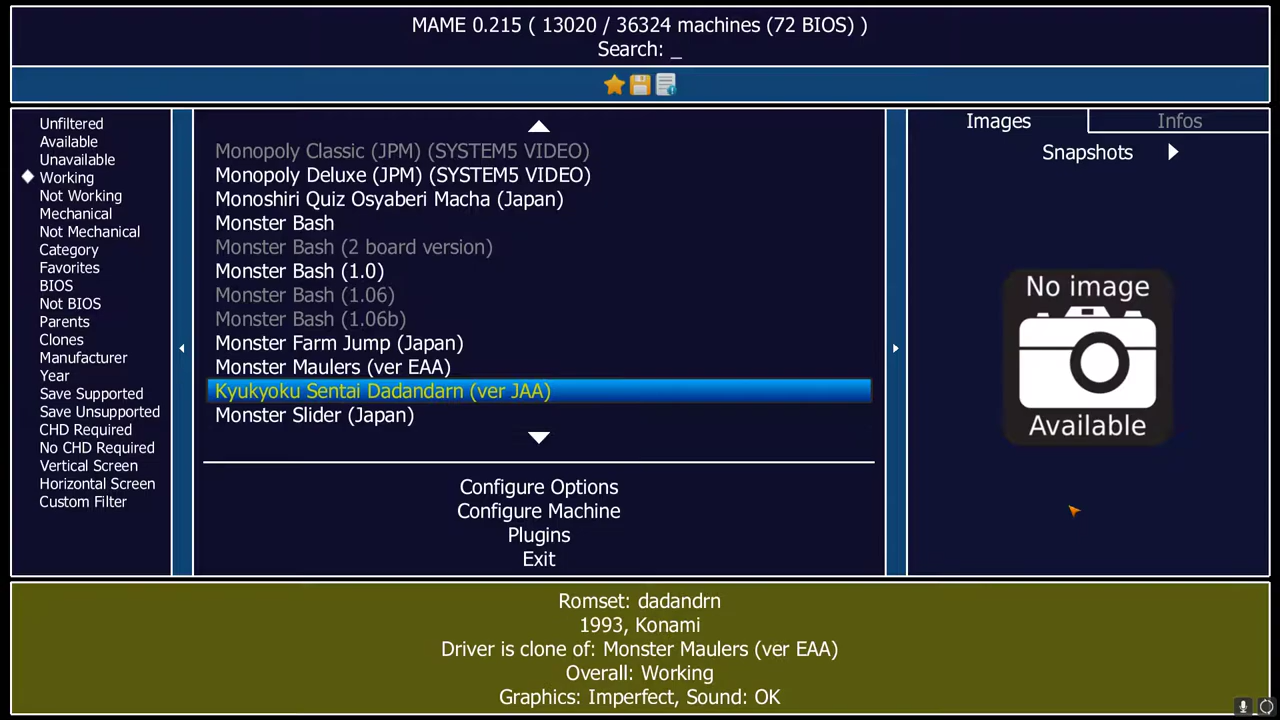 MAME 0.215 ( 13020 / 36324 machines (72 BIOS) )
Search: _
Unfiltered
Available
Unavailable
Working
Not Working
Mechanical
Not Mechanical
Category
Favorites
BIOS
Not BIOS
Parents
Clones
Manufacturer
Year
Save Supported
Save Unsupported
CHD Required
No CHD Required
Vertical Screen
Horizontal Screen
Custom Filter
Monopoly Classic (JPM) (SYSTEM5 VIDEO)
Monopoly Deluxe (JPM) (SYSTEM5 VIDEO)
Monoshiri Quiz Osyaberi Macha (Japan)
Monster Bash
Monster Bash (2 board version)
Monster Bash (1.0)
Monster Bash (1.06)
Monster Bash (1.06b)
Monster Farm Jump (Japan)
Monster Maulers (ver EAA)
Kyukyoku Sentai Dadandarn (ver JAA)
Monster Slider (Japan)
Configure Options
Configure Machine
Plugins
Exit
Images
Infos
Snapshots
No image
Available
Romset: dadandrn
1993, Konami
Driver is clone of: Monster Maulers (ver EAA)
Overall: Working
Graphics: Imperfect, Sound: OK